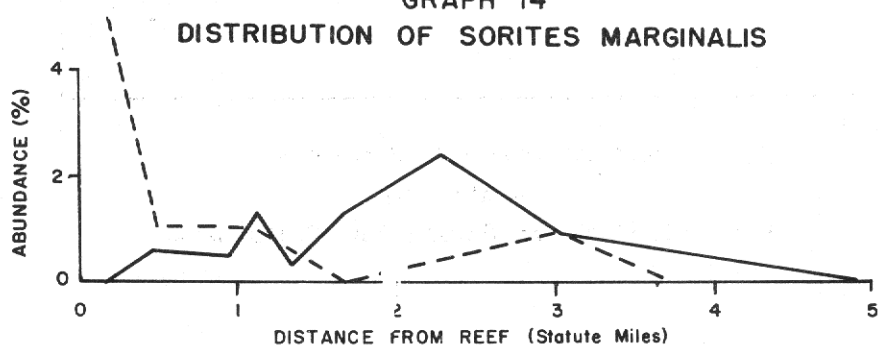 GRAPH 14
DISTRIBUTION OF SORITES MARGINALIS
ABUNDANCE (%)
4
2
0
0 1 2 3 4 5
DISTANCE FROM REEF (Statute Miles)